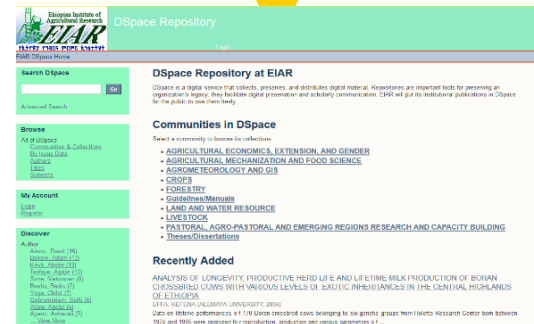 Ethiopian Institute of
Agricultural Research
EIAR
DSpace Repository
Login
EIAR DSpace Home
Search DSpace
Go
Advanced Search
Browse
All of DSpace
Communities & Collections
By Issue Date
Authors
Titles
Subjects
My Account
Login
Register
Discover
Author
... View More
DSpace Repository at EIAR
DSpace is a digital service that collects, preserves, and distributes digital material. Repositories are important tools for preserving an
organization's legacy; they facilitate digital preservation and scholarly communication. EIAR will put its institutional publications in DSpace
for the public to use them freely.
Communities in DSpace
Select a community to browse its collections.
AGRICULTURAL ECONOMICS, EXTENSION, AND GENDER
AGRICULTURAL MECHANIZATION AND FOOD SCIENCE
AGROMETEOROLOGY AND GIS
CROPS
FORESTRY
Guidelines/Manuals
LAND AND WATER RESOURCE
LIVESTOCK
PASTORAL, AGRO-PASTORAL AND EMERGING REGIONS RESEARCH AND CAPACITY BUILDING
Theses/Dissertations
Recently Added
ANALYSIS OF LONGEVITY, PRODUCTIVE HERD LIFE AND LIFETIME MILK PRODUCTION OF BORAN
CROSSBRED COWS WITH VARIOUS LEVELS OF EXOTIC INHERITANCES IN THE CENTRAL HIGHLANDS
OF ETHIOPIA
EFFA, KEFENA (ALEMAYA UNIVERSITY, 2004)
Data on lifetime performances of 1 170 Boran crossbred cows belonging to six genetic groups from Holetta Research Center born between
1974 and 1996 were analyzed for reproduction, production and various parameters o f ...